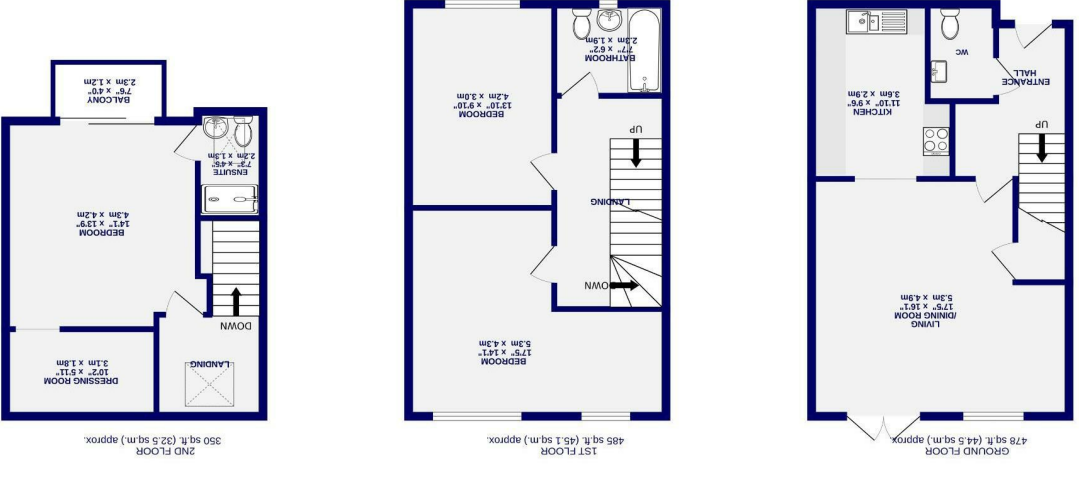 GROUND FLOOR
478 sq.ft. (44.5 sq.m.) approx.
LIVING
/DINING ROOM
17'5" x 16'1"
5.3m x 4.9m
UP
KITCHEN
11'10" x 9'6"
3.6m x 2.9m
ENTRANCE
HALL
WC
1ST FLOOR
485 sq.ft. (45.1 sq.m.) approx.
BEDROOM
17'5" x 14'1"
5.3m x 4.3m
DOWN
LANDING
UP
BEDROOM
13'10" x 9'10"
4.2m x 3.0m
BATHROOM
7'7" x 6'2"
2.3m x 1.9m
2ND FLOOR
350 sq.ft. (32.5 sq.m.) approx.
LANDING
DRESSING ROOM
10'2" x 5'11"
3.1m x 1.8m
DOWN
BEDROOM
14'1" x 13'9"
4.3m x 4.2m
ENSUITE
7'3" x 4'5"
2.2m x 1.3m
BALCONY
7'6" x 4'0"
2.3m x 1.2m